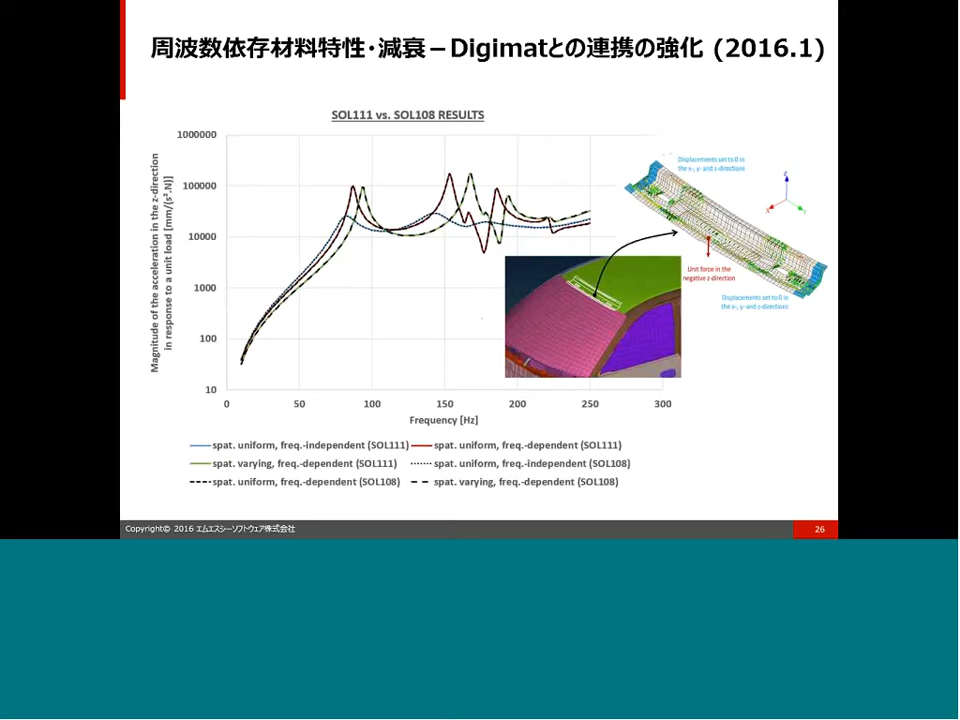 周波数依存材料特性・減衰－Digimatとの連携の強化 (2016.1)
SOL111 vs. SOL108 RESULTS
Magnitude of the acceleration in the z-direction
in response to a unit load [mm/(s².N)]
1000000
100000
10000
1000
100
10
0
50
100
150
200
250
300
Frequency [Hz]
Displacements set to 0 in
the x-, y- and z-directions
Z
X
Y
Unit force in the
negative z-direction
Displacements set to 0 in
the x-, y- and z-directions
spat. uniform, freq.-independent (SOL111)
spat. uniform, freq.-dependent (SOL111)
spat. varying, freq.-dependent (SOL111)
spat. uniform, freq.-independent (SOL108)
spat. uniform, freq.-dependent (SOL108)
spat. varying, freq.-dependent (SOL108)
Copyright© 2016 エムエスシーソフトウェア株式会社
26